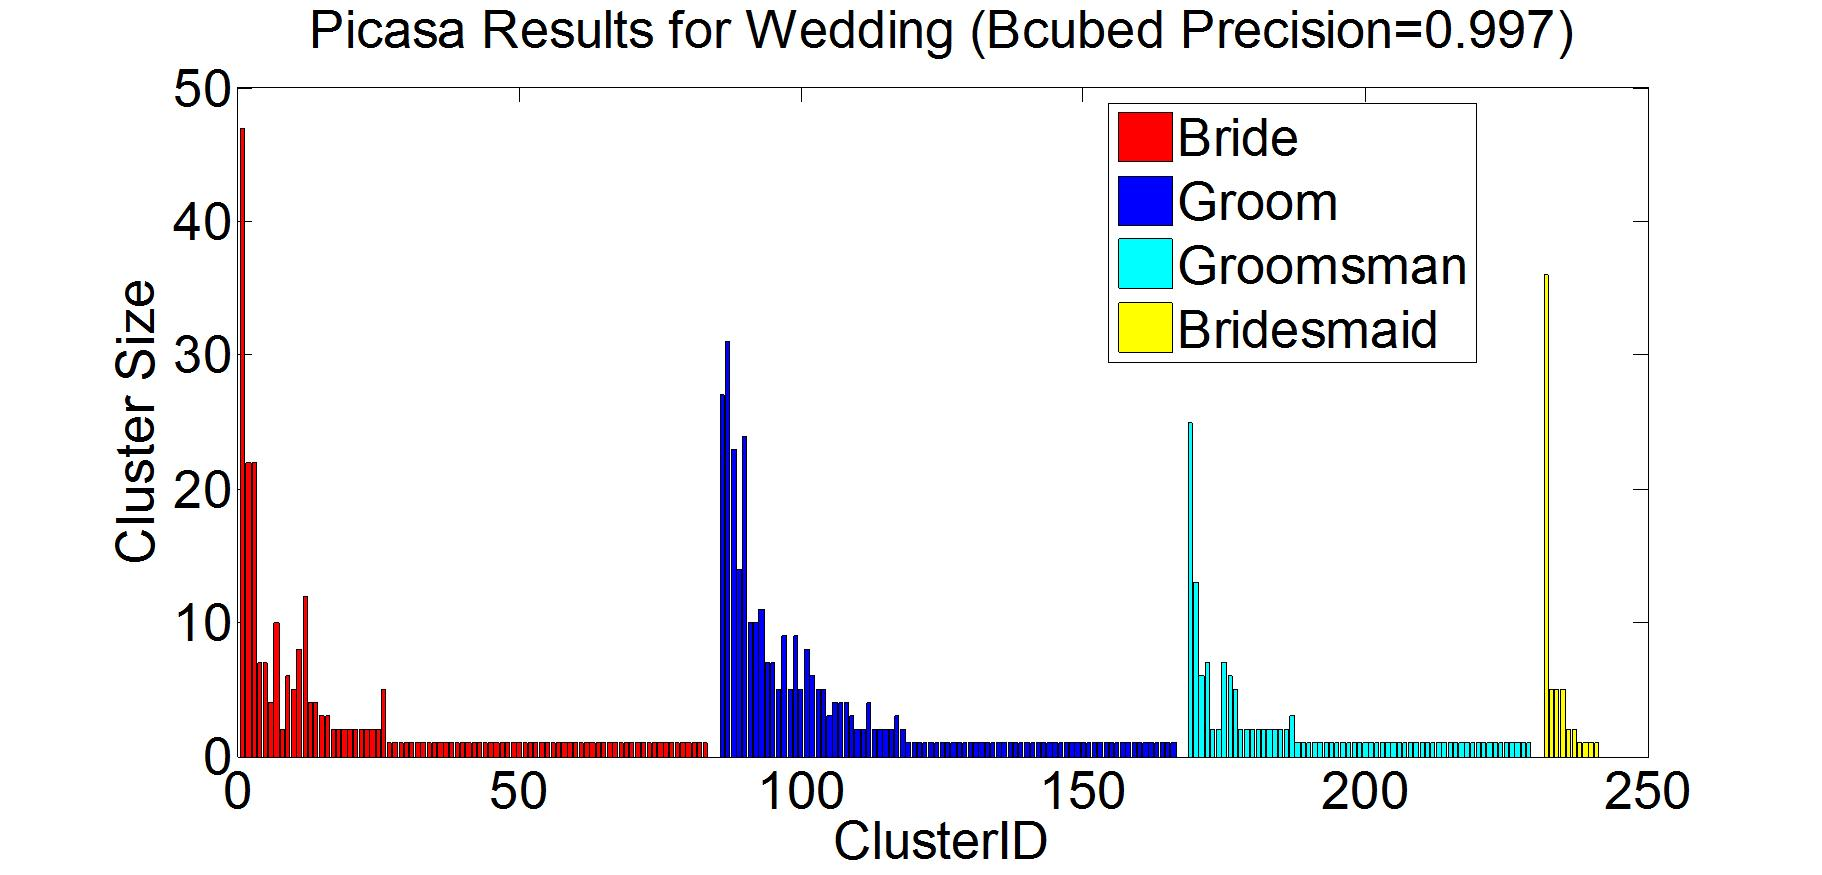 Picasa Results for Wedding (Bcubed Precision=0.997)
50
40
30
20
10
0
Cluster Size
Bride
Groom
Groomsman
Bridesmaid
0 50 100 150 200 250
ClusterID